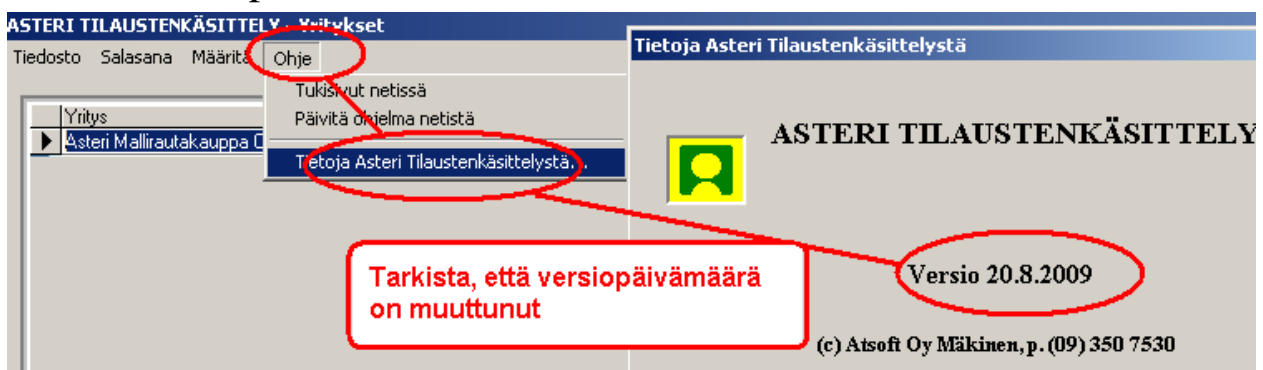 ASTERI TILAUSTENKÄSITTELY - Yritykset
Tiedosto Salasana Määritä Ohje
Tukisivut netissä
Päivitä ohjelma netistä
Tietoja Asteri Tilaustenkäsittelystä...
Yritys
Asteri Mallirautakauppa
Tietoja Asteri Tilaustenkäsittelystä
ASTERI TILAUSTENKÄSITTELY
Versio 20.8.2009
(c) Atsoft Oy Mäkinen, p. (09) 350 7530
Tarkista, että versiopäivämäärä
on muuttunut